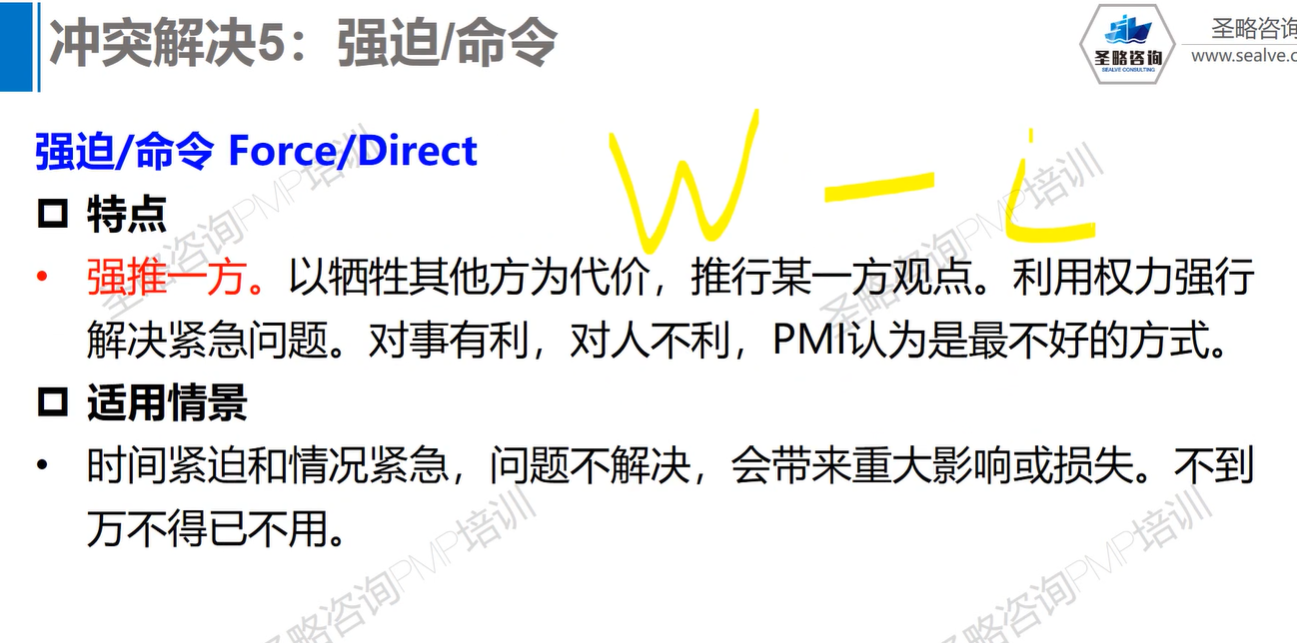 冲突解决5：强迫/命令
圣略咨询
SEALVE CONSULTING
圣略咨询
www.sealve.c
强迫/命令 Force/Direct
W - L
特点
• 强推一方。以牺牲其他方为代价，推行某一方观点。利用权力强行
解决紧急问题。对事有利，对人不利，PMI认为是最不好的方式。
适用情景
• 时间紧迫和情况紧急，问题不解决，会带来重大影响或损失。不到
万不得已不用。
圣略咨询PMP培训
圣略咨询PMP培训
圣略咨询PMP培训
圣略咨询PMP培训